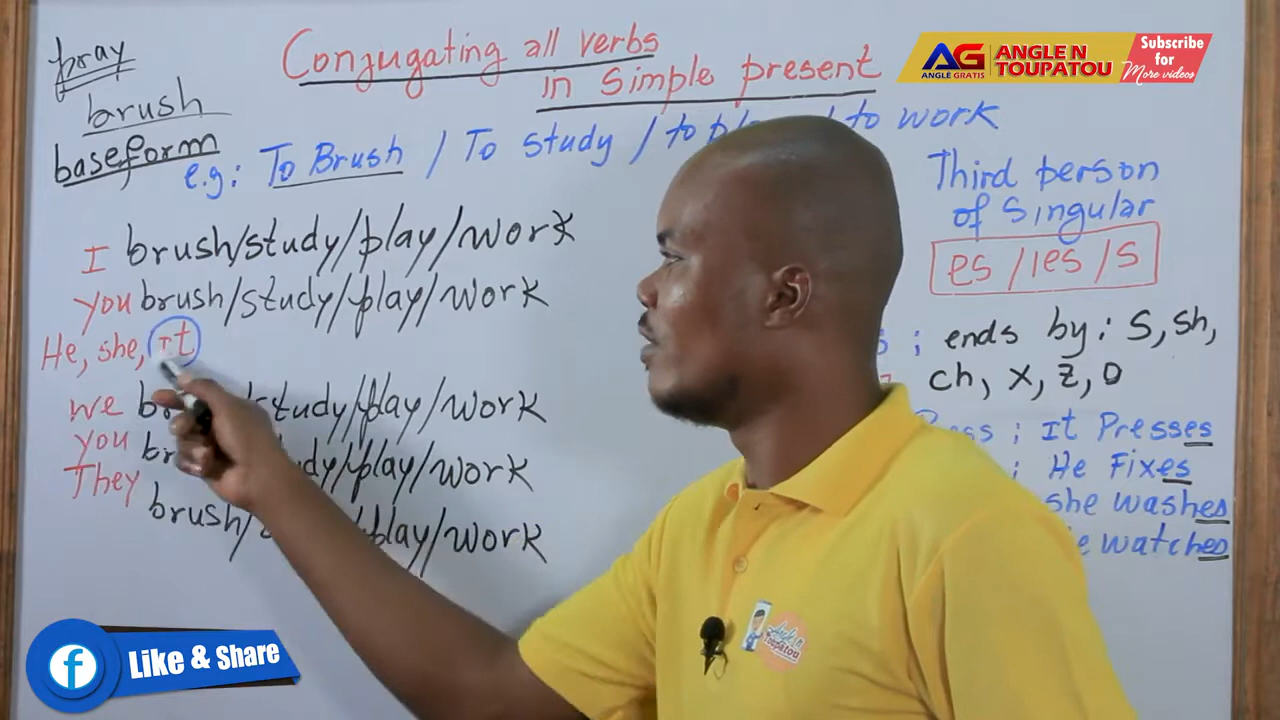 pray
brush
baseform
Conjugating all verbs
in Simple present
e.g: To Brush / To study / to to work
I brush/study/play/work
you brush/study/play/work
He, she, It
we study/play/work
you play/work
They
brush/ play/work
Third person
of Singular
es / ies / s
; ends by: S, sh,
ch, x, z, o
; It Presses
; He Fixes
she washes
watches
AG
ANGLÈ GRATIS
ANGLE N
TOUPATOU
Subscribe
for
More videos
f Like & Share
Angle n
Toupatou